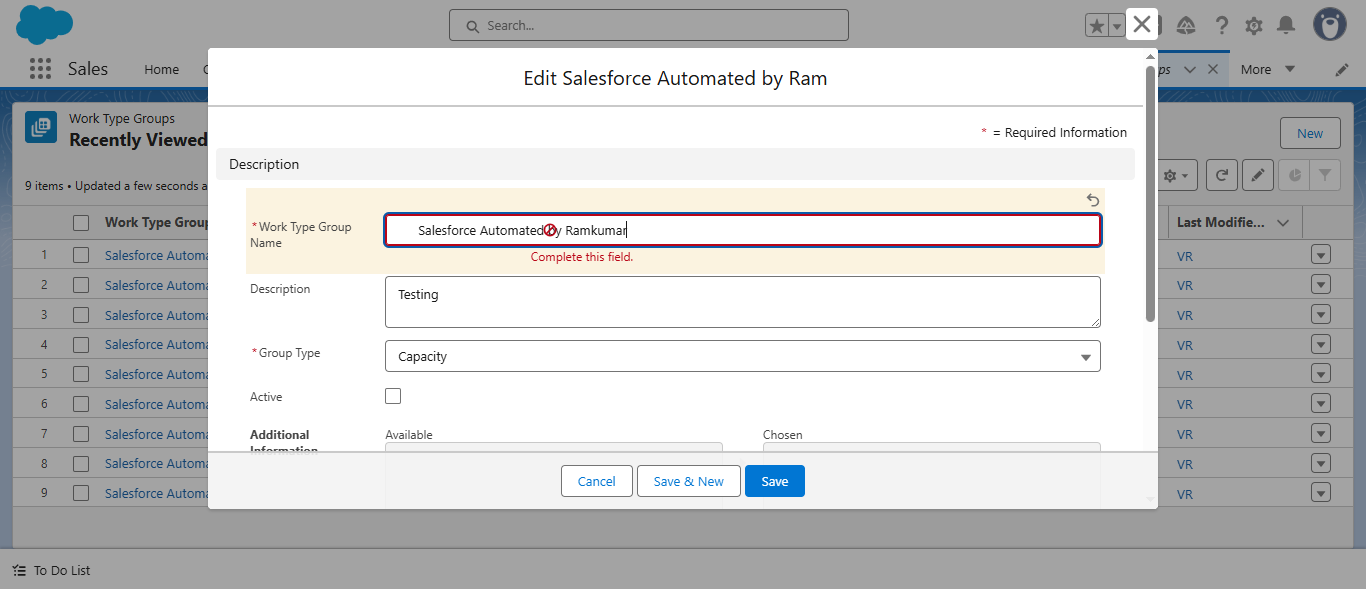 Search...
Sales
Home
ps
More
Edit Salesforce Automated by Ram
* = Required Information
Work Type Groups
Recently Viewed
New
9 items • Updated a few seconds a
Description
*Work Type Group Name
Salesforce Automated by Ramkumar
Complete this field.
Description
Testing
*Group Type
Capacity
Active
Additional Information
Available
Chosen
Cancel
Save & New
Save
Work Type Group
Last Modifie...
1 Salesforce Automa VR
2 Salesforce Automa VR
3 Salesforce Automa VR
4 Salesforce Automa VR
5 Salesforce Automa VR
6 Salesforce Automa VR
7 Salesforce Automa VR
8 Salesforce Automa VR
9 Salesforce Automa VR
To Do List